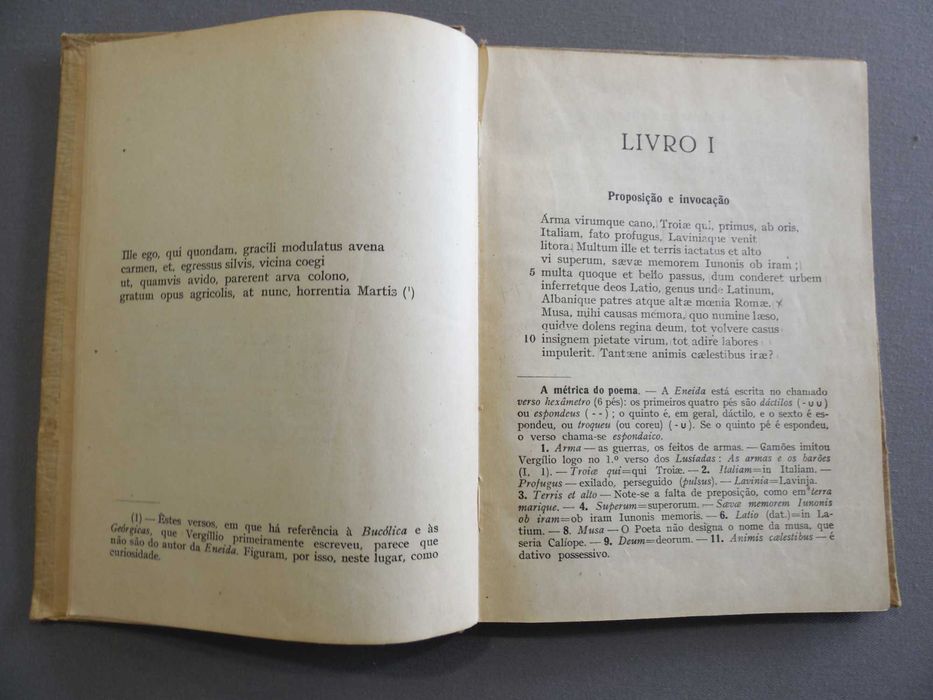 Ille ego, qui quondam, gracili modulatus avena
carmen, et, egressus silvis, vicina coegi
ut, quamvis avido, parerent arva colono,
gratum opus agricolis, at nunc, horrentia Martis (¹)
(1) — Êstes versos, em que há referência à Bucólica e às
Geórgicas, que Vergílio primeiramente escreveu, parece que
não são do autor da Eneida. Figuram, por isso, neste lugar, como
curiosidade.
LIVRO I
Proposição e invocação
Arma virumque cano, Troiæ qui, primus, ab oris,
Italiam, fato profugus, Laviniaque venit
litora; Multum ille et terris iactatus et alto
vi superum, sævæ memorem Iunonis ob iram;
5 multa quoque et bello passus, dum conderet urbem
inferretque deos Latio, genus unde Latinum,
Albanique patres atque altæ mœnia Romæ.
Musa, mihi causas memora, quo numine læso,
quidve dolens regina deum, tot volvere casus
10 insignem pietate virum, tot adire labores
impulerit. Tantæne animis cælestibus iræ?
A métrica do poema. — A Eneida está escrita no chamado
verso hexâmetro (6 pés): os primeiros quatro pés são dáctilos (- u u)
ou espondeus (- -); o quinto é, em geral, dáctilo, e o sexto é es-
pondeu, ou troqueu (ou coreu) (- u). Se o quinto pé é espondeu,
o verso chama-se espondaico.
1. Arma — as guerras, os feitos de armas. — Camões imitou
Vergílio logo no 1.º verso dos Lusiadas: As armas e os barões
(I, 1). — Troiæ qui=qui Troiæ. — 2. Italiam=in Italiam. —
Profugus — exilado, perseguido (pulsus). — Lavinia=Lavinja.
3. Terris et alto — Note-se a falta de preposição, como em terra
marique. — 4. Superum=superorum. — Sævæ memorem Iunonis
ob iram=ob iram Iunonis memoris. — 6. Latio (dat.)=in La-
tium. — 8. Musa — O Poeta não designa o nome da musa, que
seria Calíope. — 9. Deum=deorum. — 11. Animis cælestibus — é
dativo possessivo.